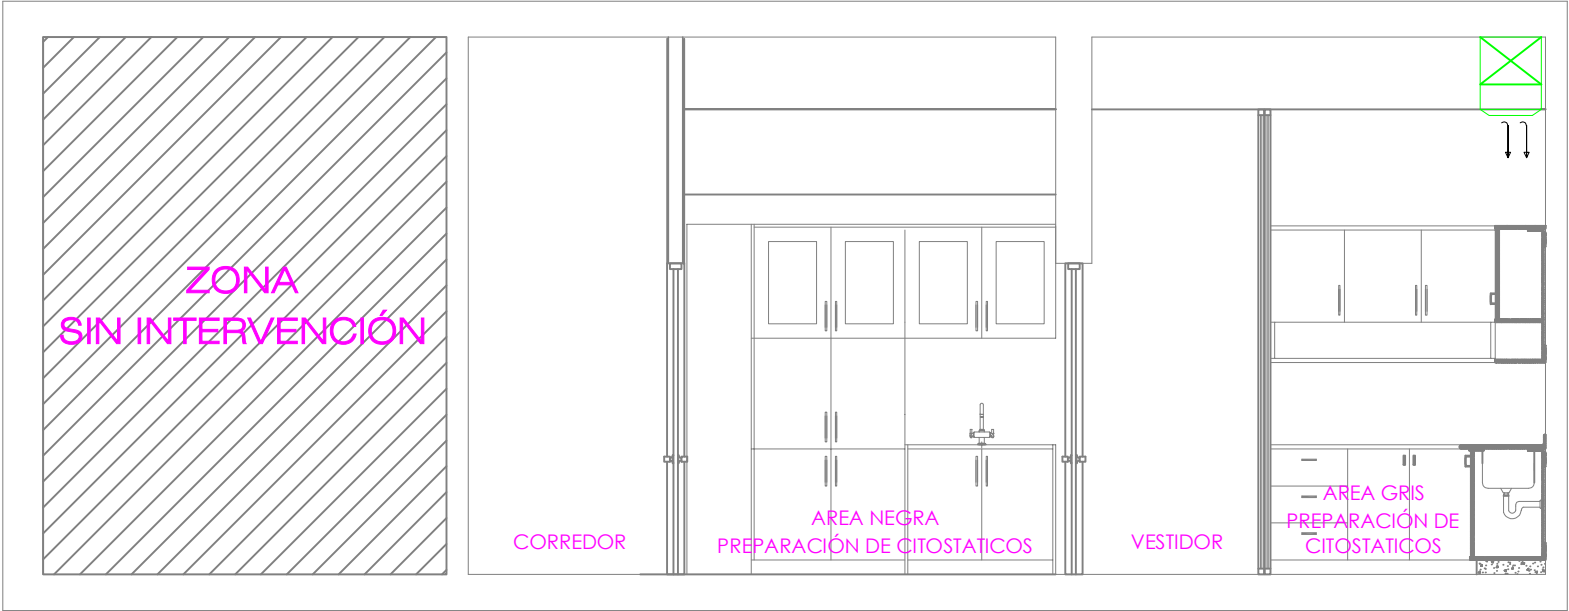 ZONA
SIN INTERVENCIÓN
CORREDOR
AREA NEGRA
PREPARACIÓN DE CITOSTATICOS
VESTIDOR
AREA GRIS
PREPARACIÓN DE
CITOSTATICOS